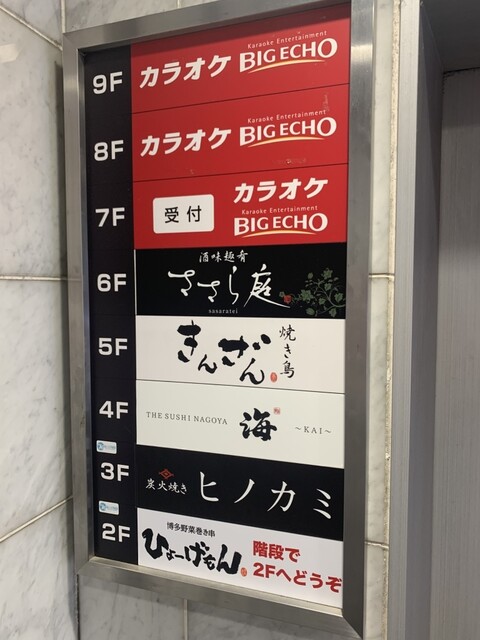 9F カラオケ Karaoke Entertainment BIG ECHO
8F カラオケ Karaoke Entertainment BIG ECHO
7F 受付 カラオケ Karaoke Entertainment BIG ECHO
6F 酒味趣肴
ささら庭
sasaratei
5F きんざん 焼き鳥
4F THE SUSHI NAGOYA 海 ~KAI~
3F 炭火焼き ヒノカミ
2F 博多野菜巻き串
ひょーげもん 階段で
2Fへどうぞ